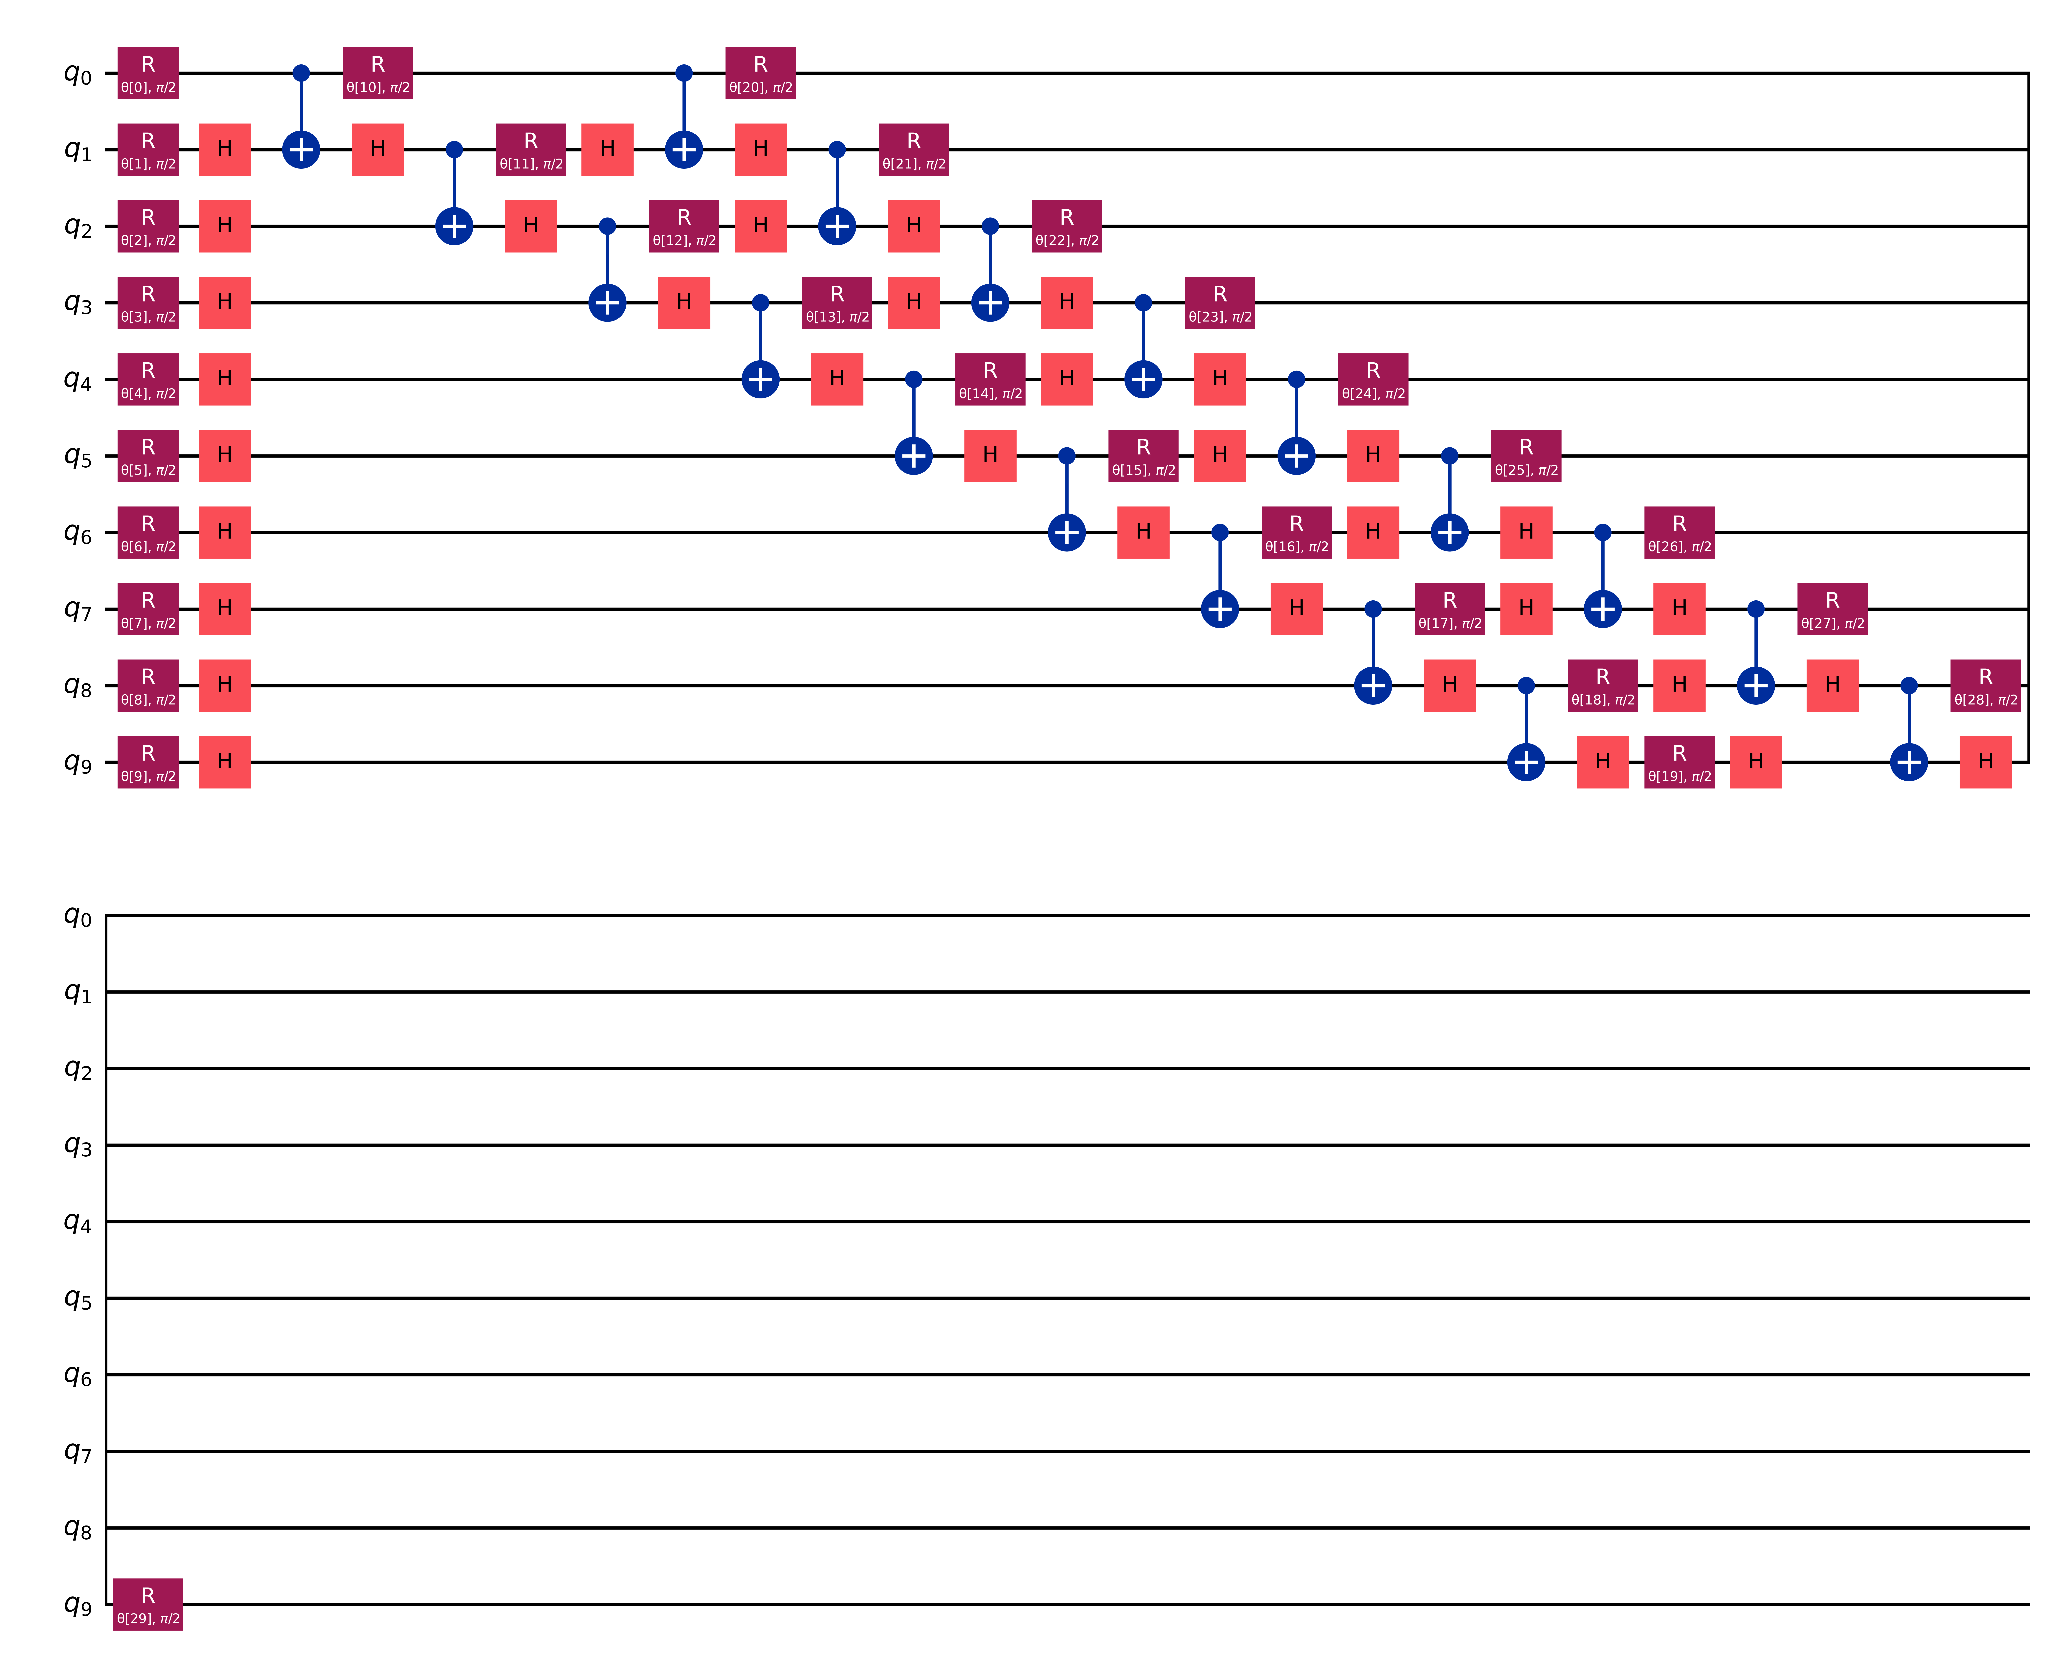 q0 R θ[0], π/2 R θ[10], π/2 R θ[20], π/2
q1 R θ[1], π/2 H H R θ[11], π/2 H H R θ[21], π/2
q2 R θ[2], π/2 H H R θ[12], π/2 H H R θ[22], π/2
q3 R θ[3], π/2 H H R θ[13], π/2 H H R θ[23], π/2
q4 R θ[4], π/2 H H R θ[14], π/2 H H R θ[24], π/2
q5 R θ[5], π/2 H H R θ[15], π/2 H H R θ[25], π/2
q6 R θ[6], π/2 H H R θ[16], π/2 H H R θ[26], π/2
q7 R θ[7], π/2 H H R θ[17], π/2 H H R θ[27], π/2
q8 R θ[8], π/2 H H R θ[18], π/2 H H R θ[28], π/2
q9 R θ[9], π/2 H H R θ[19], π/2 H H
q0
q1
q2
q3
q4
q5
q6
q7
q8
q9 R θ[29], π/2